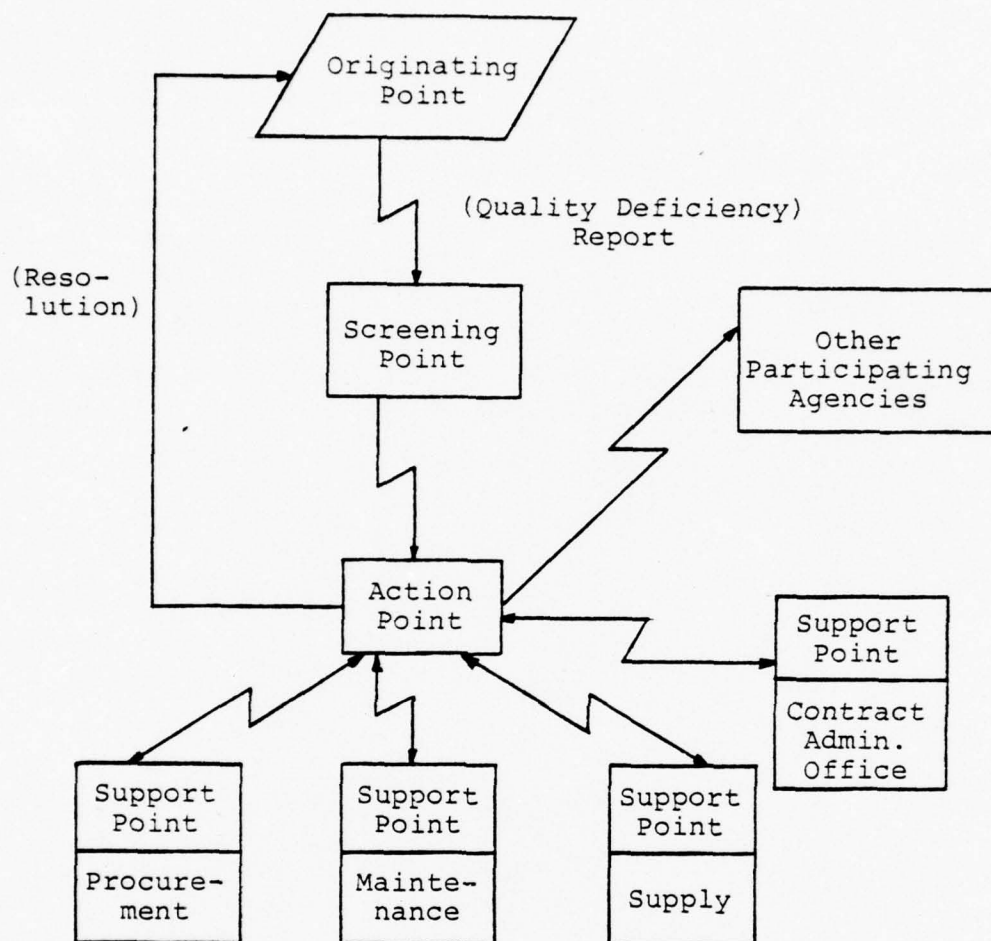 Originating
Point
(Quality Deficiency)
Report
(Reso-
lution)
Screening
Point
Other
Participating
Agencies
Action
Point
Support
Point
Contract
Admin.
Office
Support
Point
Procure-
ment
Support
Point
Mainte-
nance
Support
Point
Supply